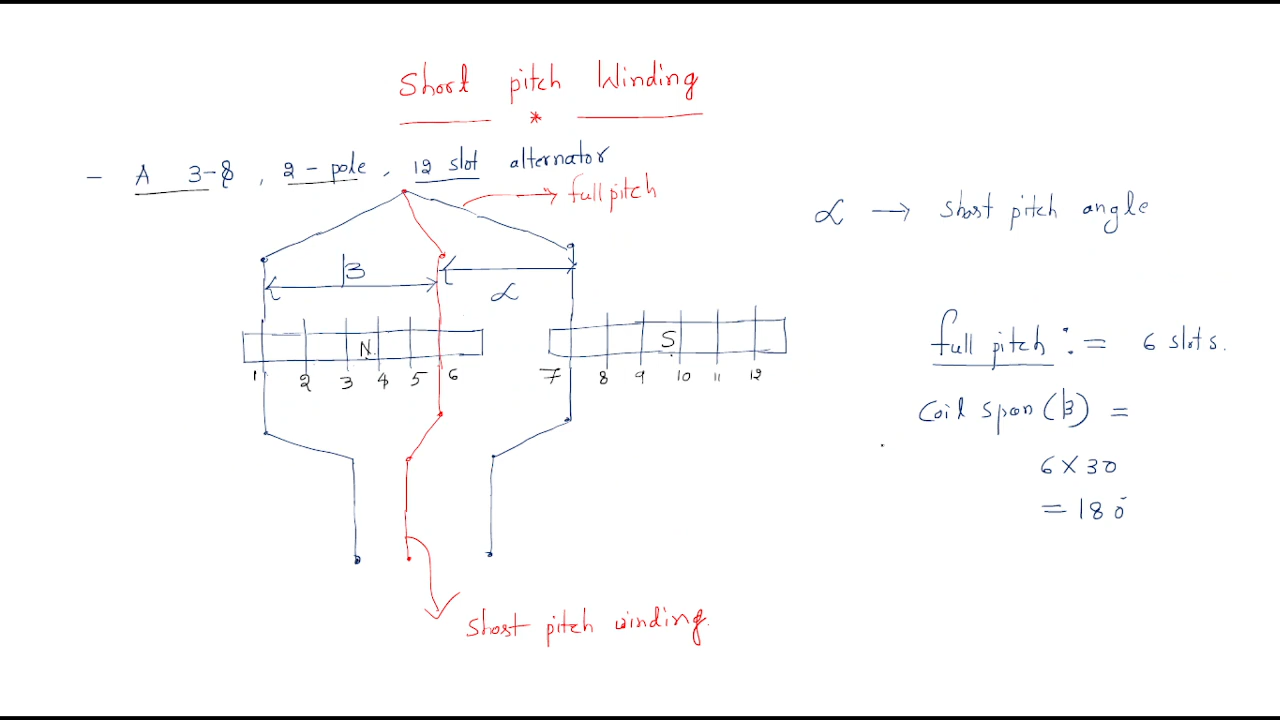 Short pitch Winding
*
- A 3-ϕ, 2-pole, 12 slot alternator
full pitch
α → Short pitch angle
β
α
N S
1 2 3 4 5 6 7 8 9 10 11 12
full pitch := 6 slots.
Coil span (β) =
6 × 30
= 180°
Short pitch winding.